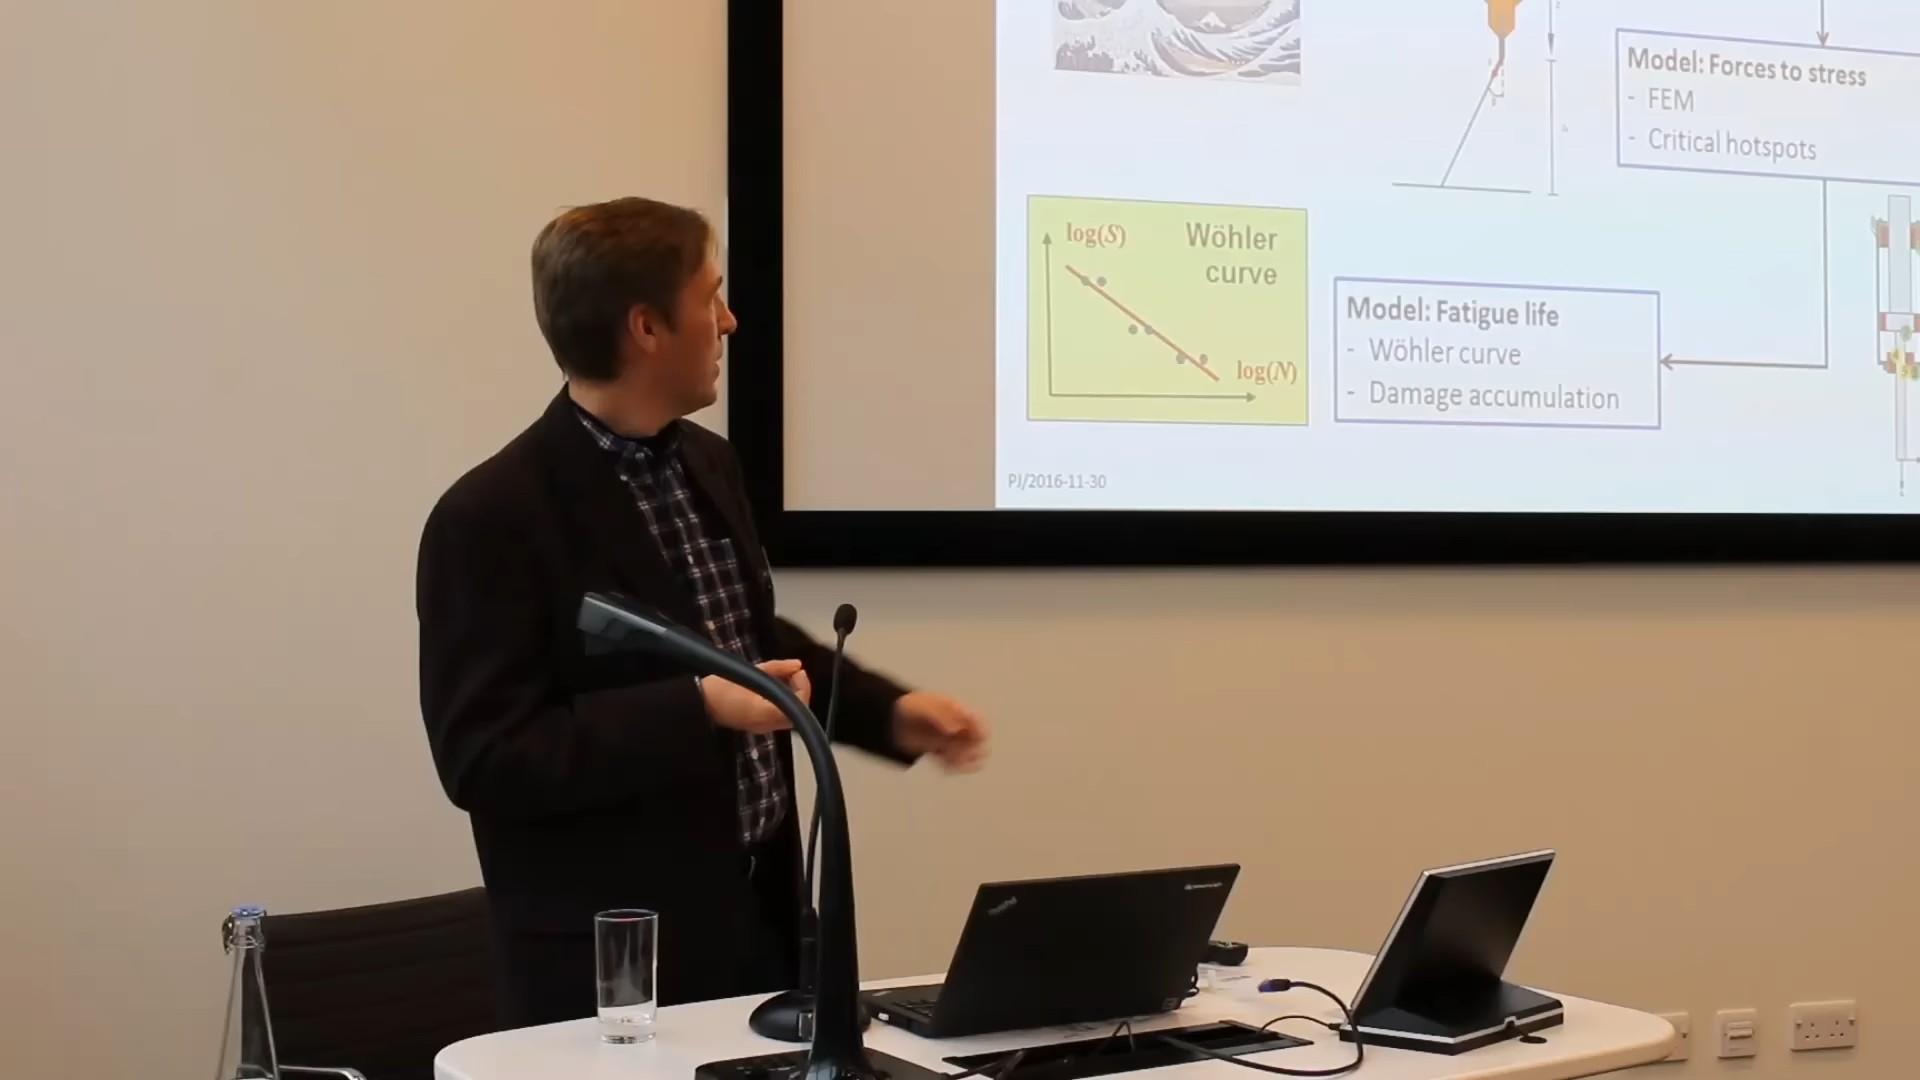 Model: Forces to stress
- FEM
- Critical hotspots
log(S)
Wöhler
curve
log(N)
Model: Fatigue life
- Wöhler curve
- Damage accumulation
PJ/2016-11-30
ThinkPad